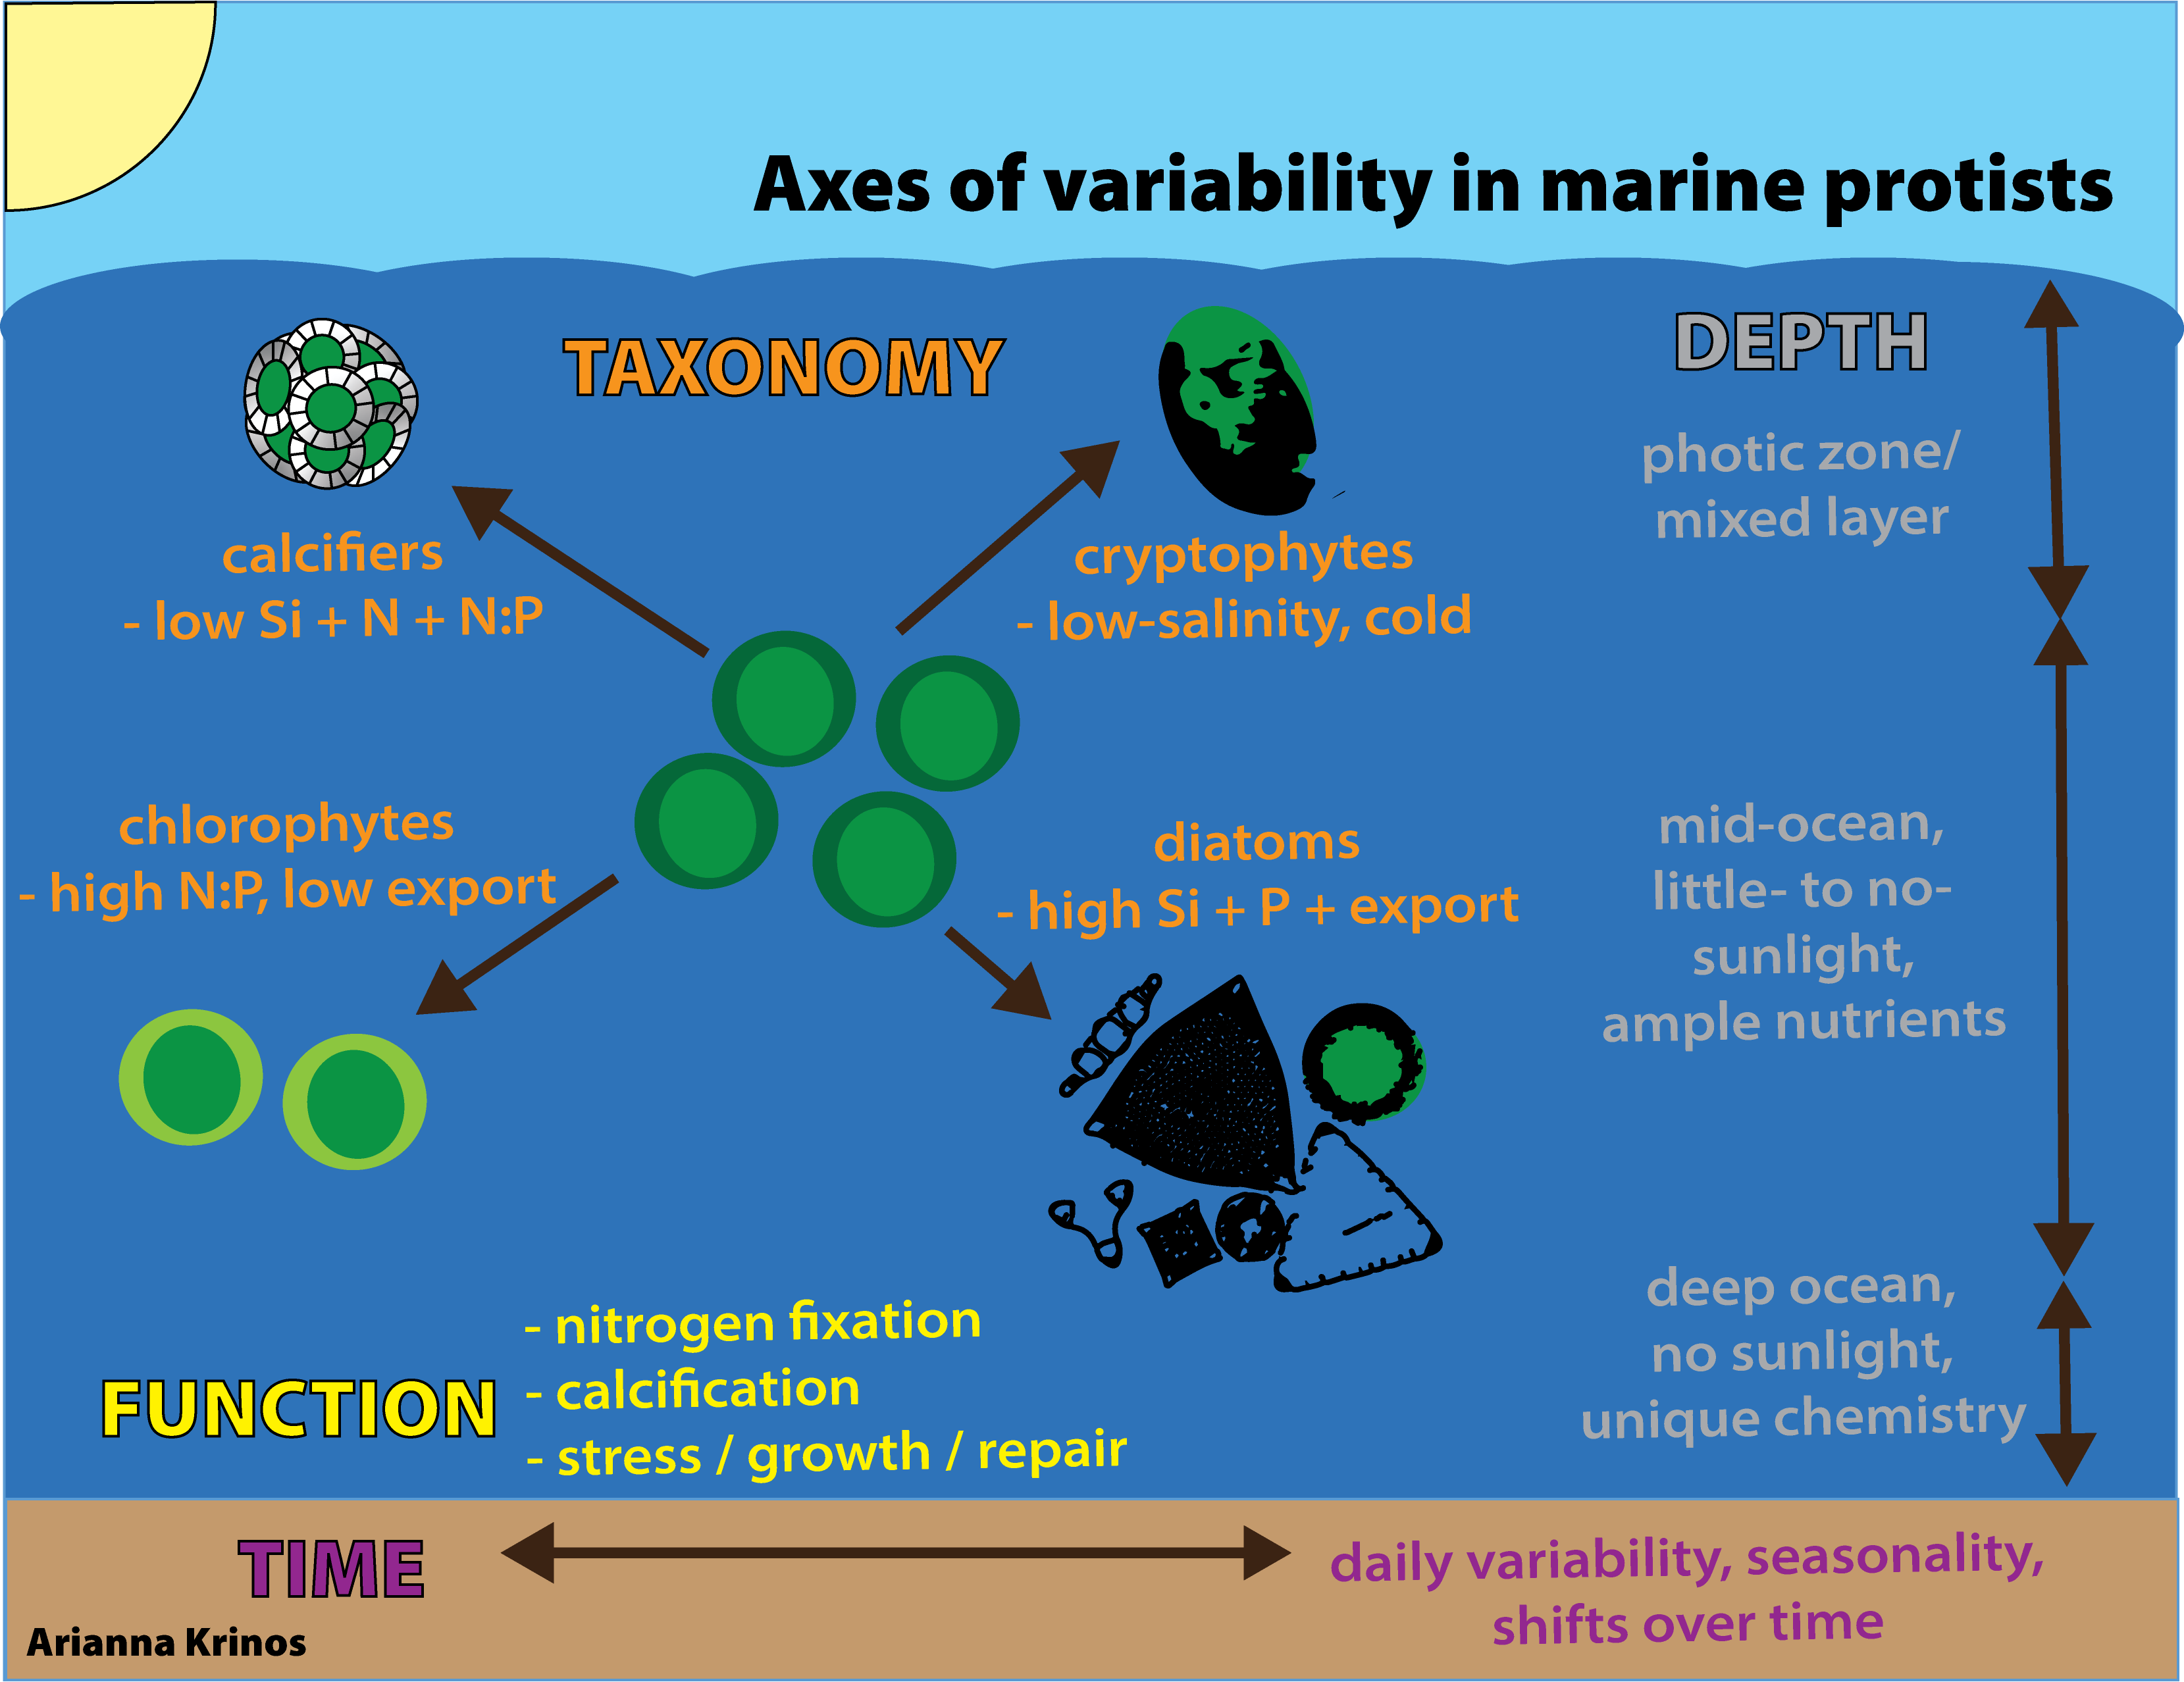 Axes of variability in marine protists
TAXONOMY
calcifiers
- low Si + N + N:P
cryptophytes
- low-salinity, cold
chlorophytes
- high N:P, low export
diatoms
- high Si + P + export
DEPTH
photic zone/
mixed layer
mid-ocean,
little- to no-
sunlight,
ample nutrients
deep ocean,
no sunlight,
unique chemistry
FUNCTION
- nitrogen fixation
- calcification
- stress / growth / repair
TIME
daily variability, seasonality,
shifts over time
Arianna Krinos